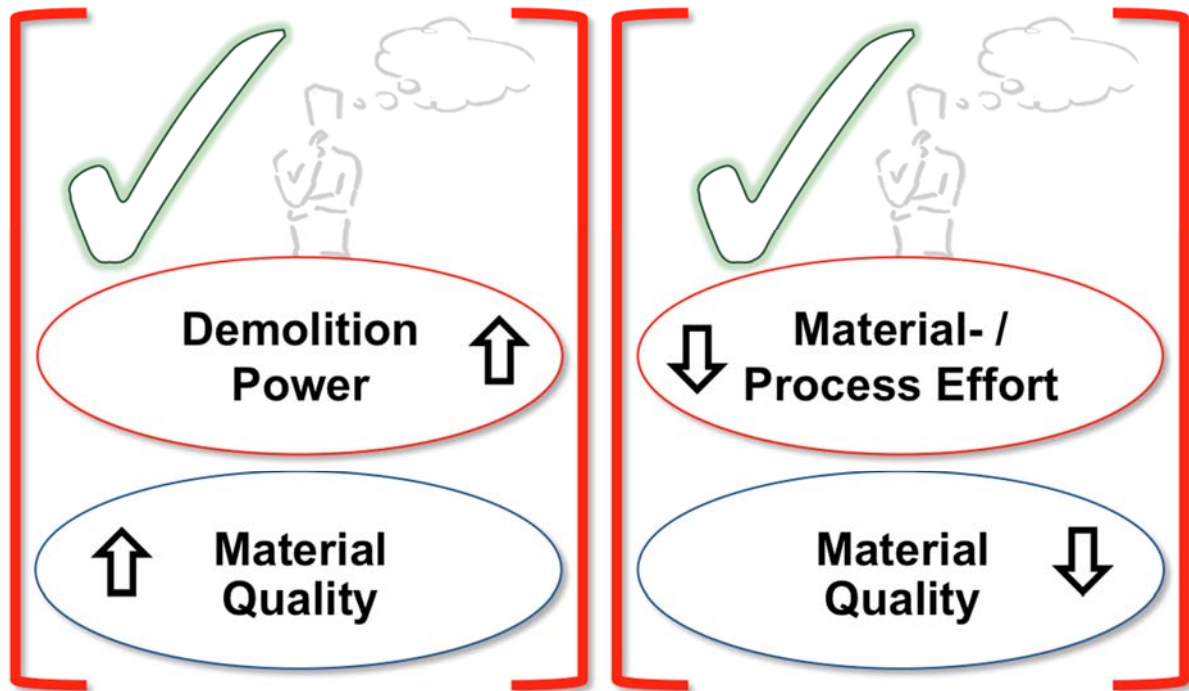 Demolition
Power
Material
Quality
Material- /
Process Effort
Material
Quality